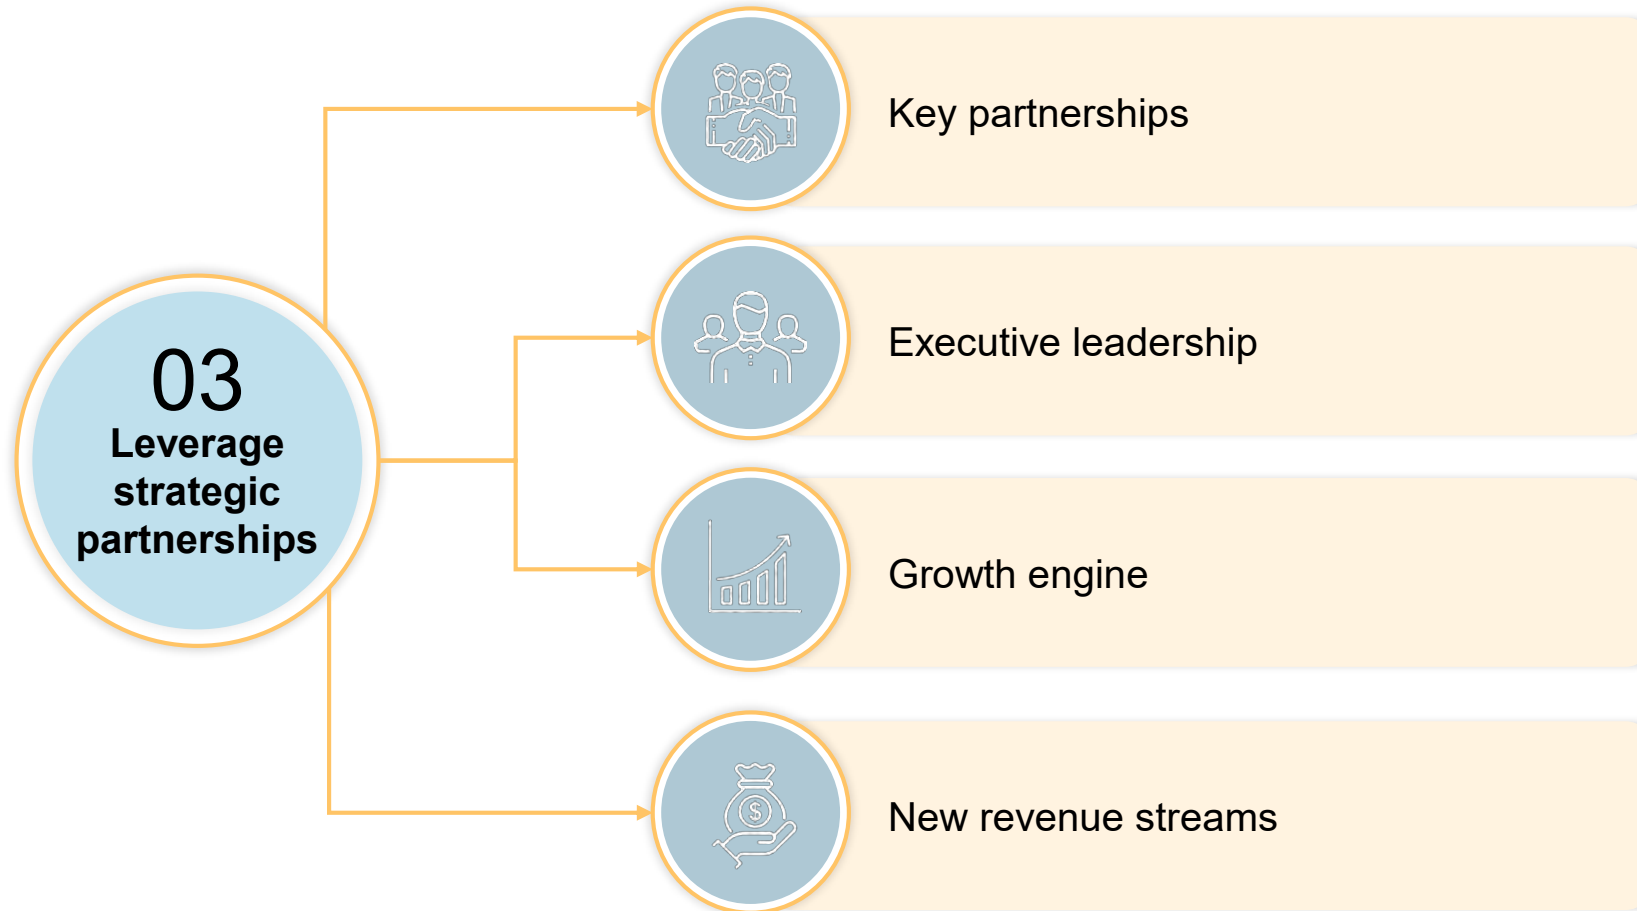 03
Leverage
strategic
partnerships
Key partnerships
Executive leadership
Growth engine
$
New revenue streams